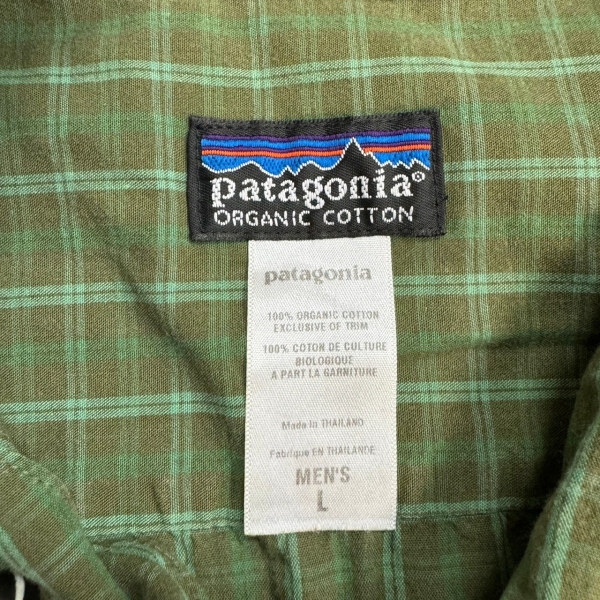 patagonia®
ORGANIC COTTON
patagonia
100% ORGANIC COTTON
EXCLUSIVE OF TRIM
100% COTON DE CULTURE
BIOLOGIQUE
A PART LA GARNITURE
Made in THAILAND
Fabrique EN THAILANDE
MEN'S
L